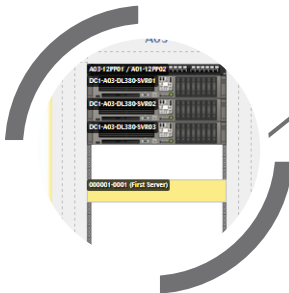 A03
A03-12PP01 / A01-12PP02
DC1-A03-DL380-SVR01
DC1-A03-DL380-SVR02
DC1-A03-DL380-SVR03
000001-0001 (First Server)